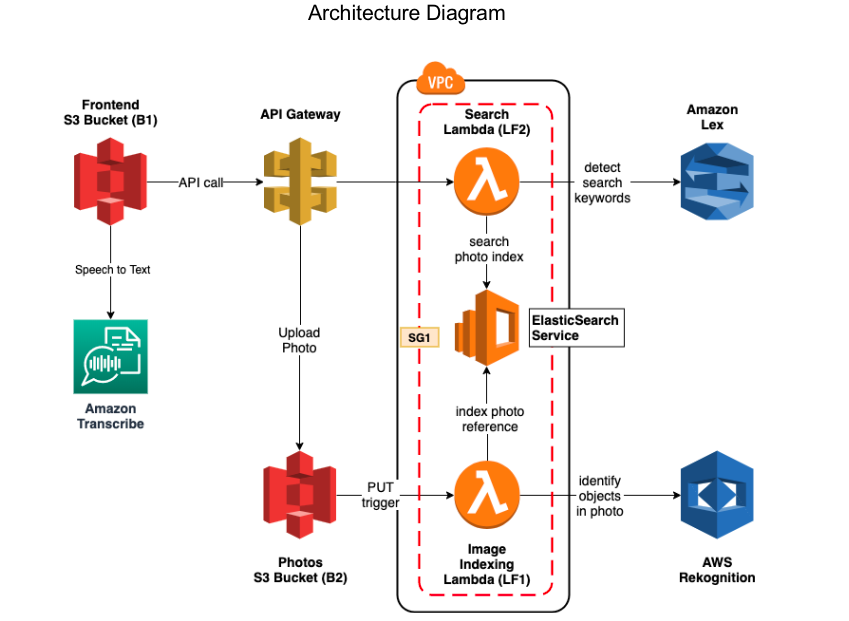 Architecture Diagram
VPC
Frontend
S3 Bucket (B1)
API Gateway
Search
Lambda (LF2)
Amazon
Lex
API call
detect
search
keywords
Speech to Text
search
photo index
Upload
Photo
SG1
ElasticSearch
Service
Amazon
Transcribe
index photo
reference
PUT
trigger
identify
objects
in photo
Photos
S3 Bucket (B2)
Image
Indexing
Lambda (LF1)
AWS
Rekognition